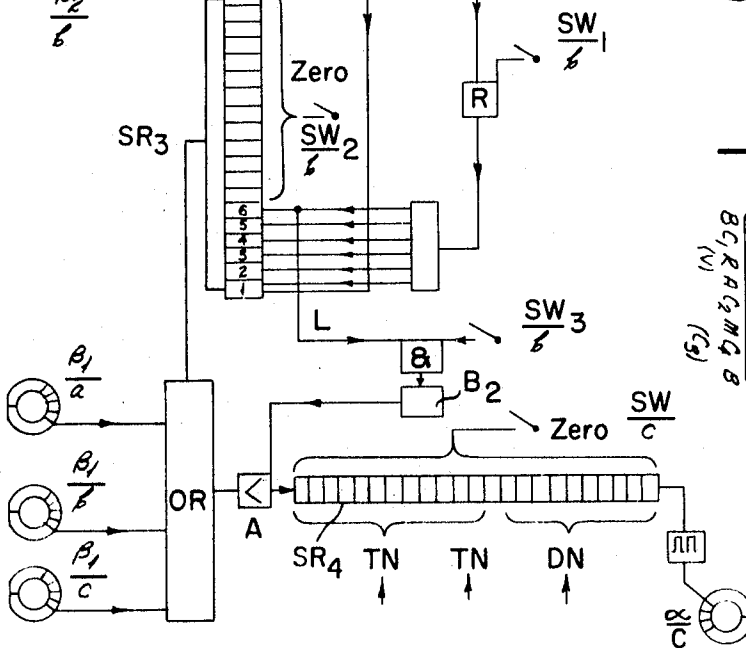 SW/b 1
Zero
R
SW/b 2
SR3
6
5
4
3
2
1
L
SW/b 3
&
B2
β1/a
SW/c
Zero
β1/b
OR
<
A
SR4
TN
TN
DN
β1/c
α/c